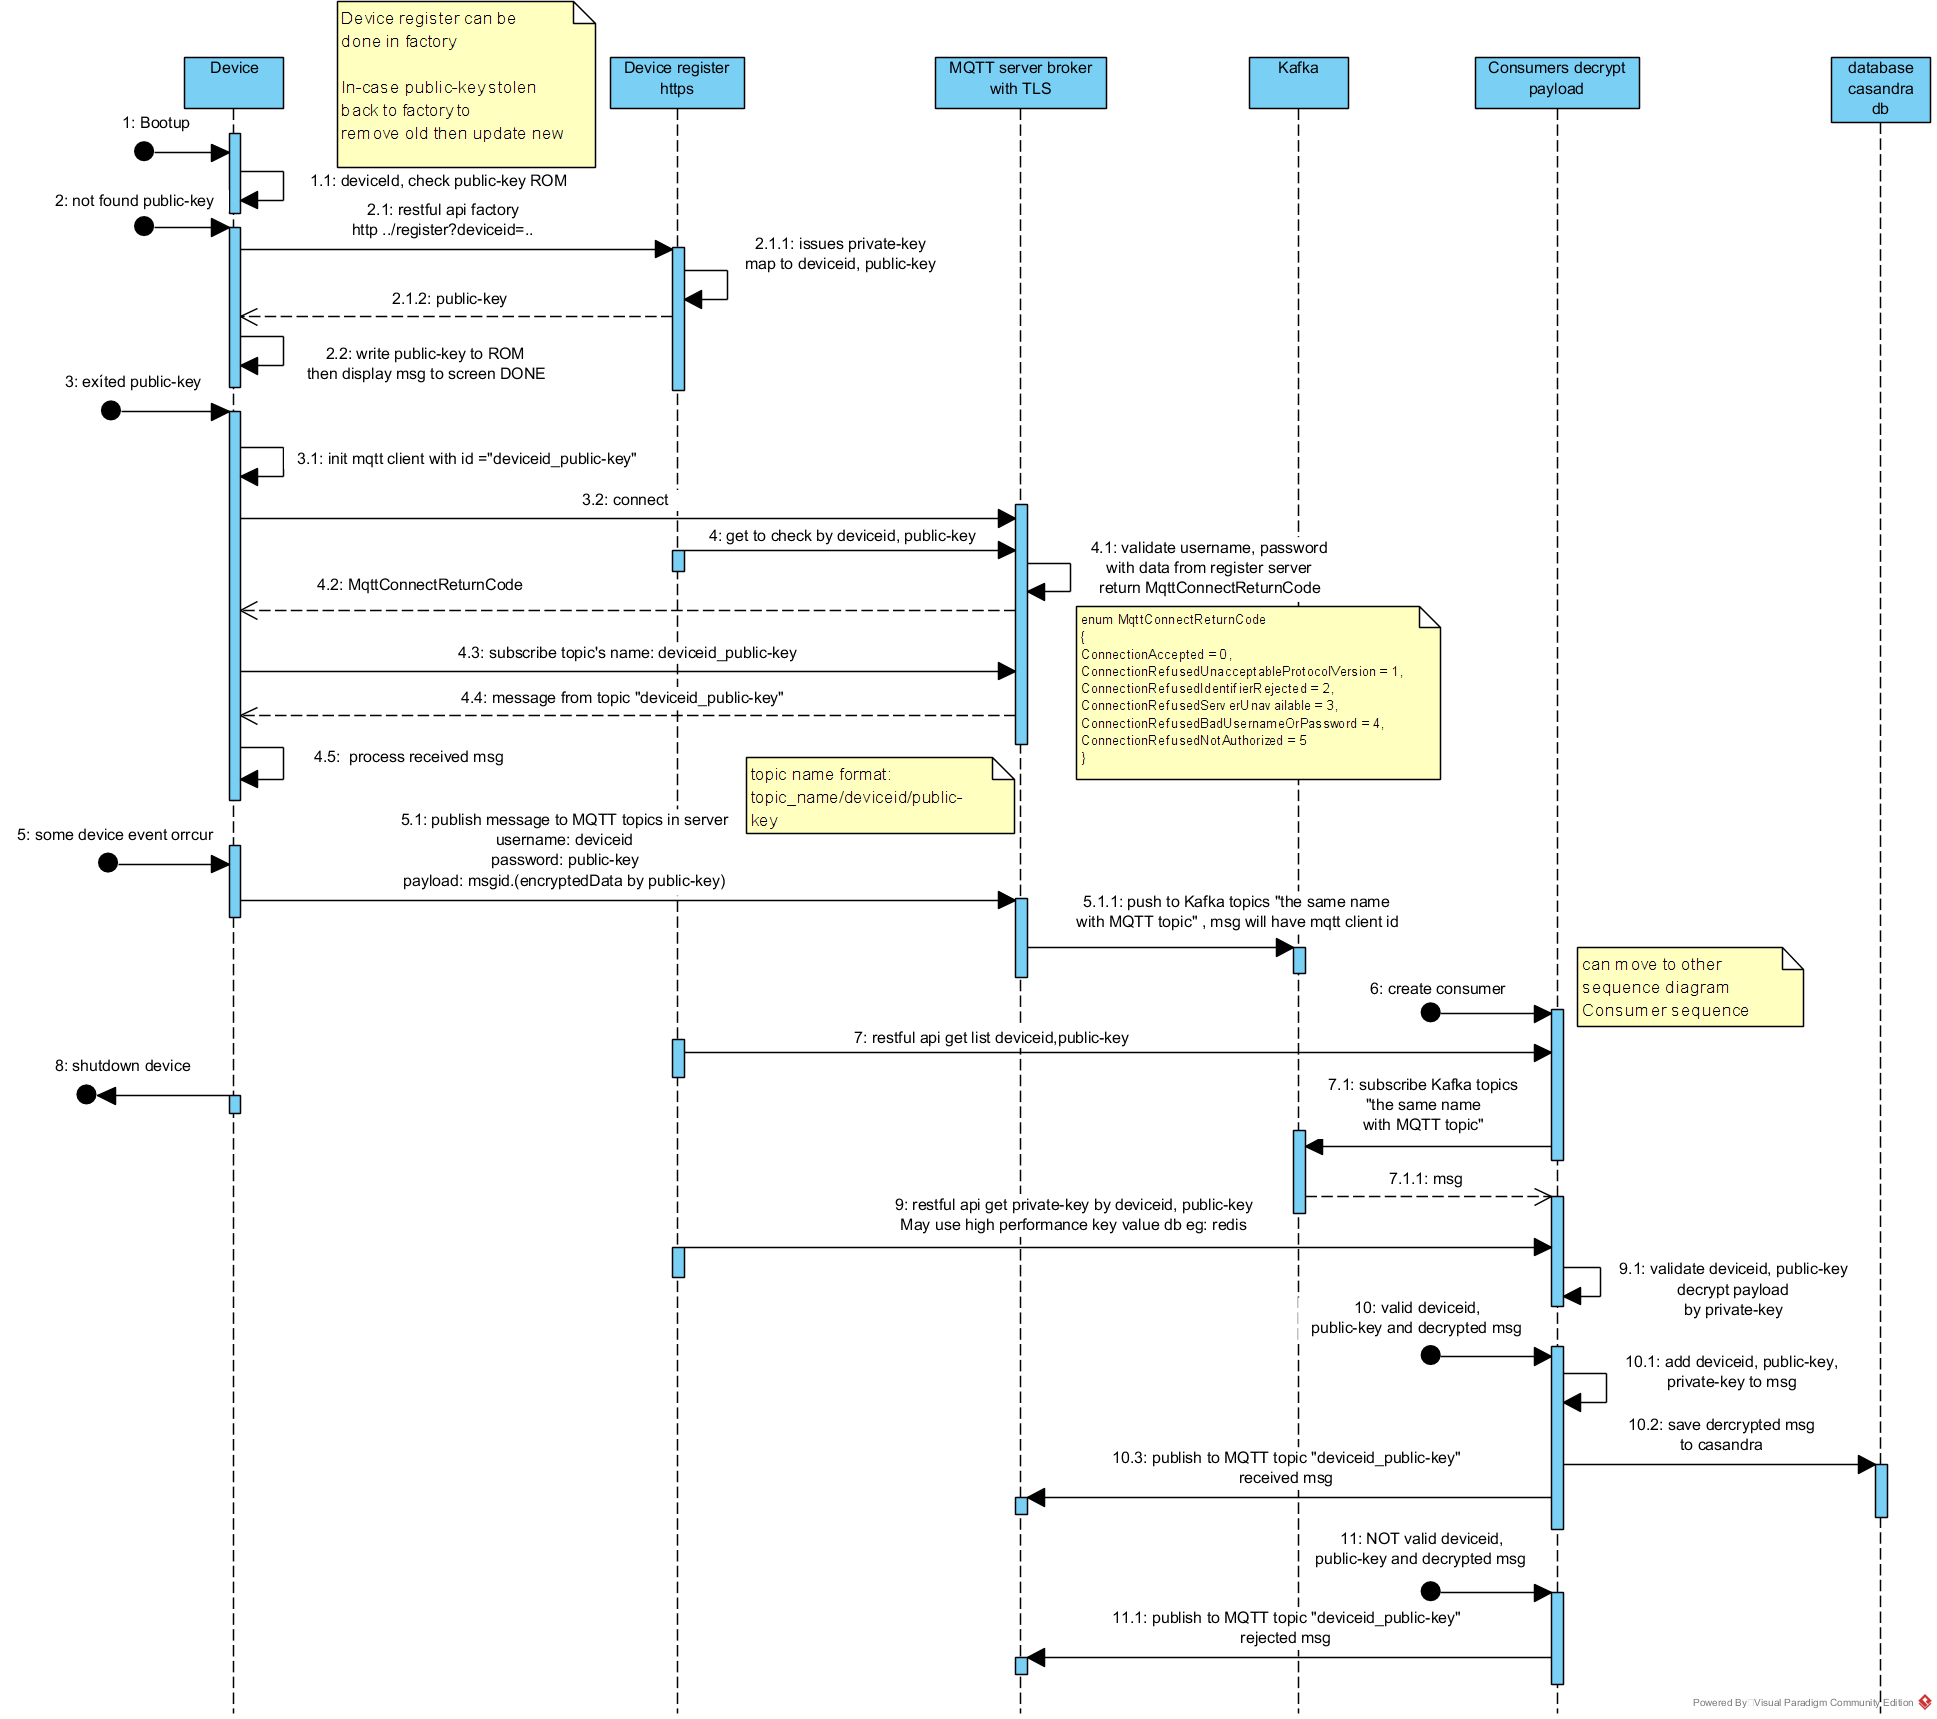 Device register can be
done in factory
In-case public-key stolen
back to factory to
remove old then update new
Device
Device register
https
MQTT server broker
with TLS
Kafka
Consumers decrypt
payload
database
casandra
db
1: Bootup
1.1: deviceId, check public-key ROM
2: not found public-key
2.1: restful api factory
http ../register?deviceid=..
2.1.1: issues private-key
map to deviceid, public-key
2.1.2: public-key
2.2: write public-key to ROM
then display msg to screen DONE
3: exíted public-key
3.1: init mqtt client with id ="deviceid_public-key"
3.2: connect
4: get to check by deviceid, public-key
4.1: validate username, password
with data from register server
return MqttConnectReturnCode
4.2: MqttConnectReturnCode
enum MqttConnectReturnCode
{
ConnectionAccepted = 0,
ConnectionRefusedUnacceptableProtocolVersion = 1,
ConnectionRefusedIdentifierRejected = 2,
ConnectionRefusedServerUnavailable = 3,
ConnectionRefusedBadUsernameOrPassword = 4,
ConnectionRefusedNotAuthorized = 5
}
4.3: subscribe topic's name: deviceid_public-key
4.4: message from topic "deviceid_public-key"
4.5:  process received msg
topic name format:
topic_name/deviceid/public-
key
5: some device event orrcur
5.1: publish message to MQTT topics in server
username: deviceid
password: public-key
payload: msgid.(encryptedData by public-key)
5.1.1: push to Kafka topics "the same name
with MQTT topic" , msg will have mqtt client id
can move to other
sequence diagram
Consumer sequence
6: create consumer
7: restful api get list deviceid,public-key
8: shutdown device
7.1: subscribe Kafka topics
"the same name
with MQTT topic"
7.1.1: msg
9: restful api get private-key by deviceid, public-key
May use high performance key value db eg: redis
9.1: validate deviceid, public-key
decrypt payload
by private-key
10: valid deviceid,
public-key and decrypted msg
10.1: add deviceid, public-key,
private-key to msg
10.2: save dercrypted msg
to casandra
10.3: publish to MQTT topic "deviceid_public-key"
received msg
11: NOT valid deviceid,
public-key and decrypted msg
11.1: publish to MQTT topic "deviceid_public-key"
rejected msg
Powered By Visual Paradigm Community Edition